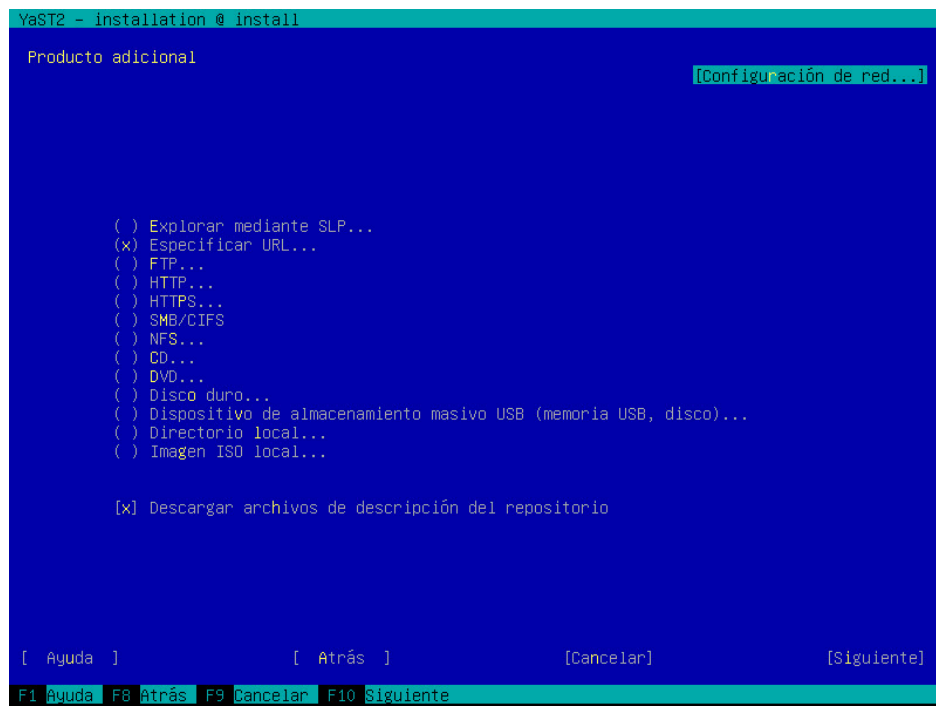 YaST2 - installation @ install
Producto adicional
[Configuración de red...]
( ) Explorar mediante SLP...
(x) Especificar URL...
( ) FTP...
( ) HTTP...
( ) HTTPS...
( ) SMB/CIFS
( ) NFS...
( ) CD...
( ) DVD...
( ) Disco duro...
( ) Dispositivo de almacenamiento masivo USB (memoria USB, disco)...
( ) Directorio local...
( ) Imagen ISO local...
[x] Descargar archivos de descripción del repositorio
[ Ayuda ] [ Atrás ] [Cancelar] [Siguiente]
F1 Ayuda F8 Atrás F9 Cancelar F10 Siguiente